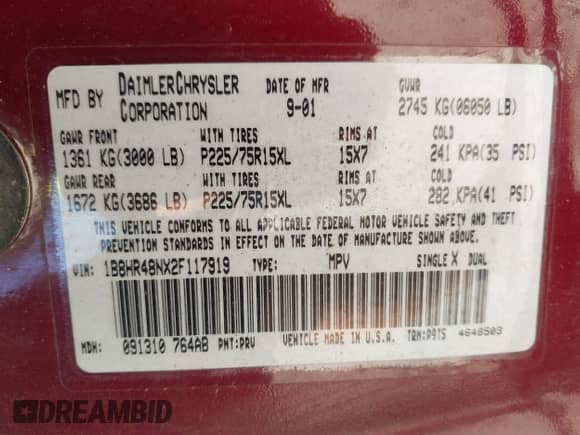 MFD BY DAIMLERCHRYSLER CORPORATION DATE OF MFR 9-01 GVWR 2745 KG(06050 LB)
GAWR FRONT WITH TIRES RIMS AT COLD
1361 KG(3000 LB) P225/75R15XL 15X7 241 KPA(35 PSI)
GAWR REAR WITH TIRES RIMS AT COLD
1672 KG(3686 LB) P225/75R15XL 15X7 282 KPA(41 PSI)
THIS VEHICLE CONFORMS TO ALL APPLICABLE FEDERAL MOTOR VEHICLE SAFETY AND THEFT
PREVENTION STANDARDS IN EFFECT ON THE DATE OF MANUFACTURE SHOWN ABOVE.
VIN: 1B8HR48NX2F117919 TYPE: MPV SINGLE X DUAL
MDH: 091310 764AB PNT:PRV VEHICLE MADE IN U.S.A. TRN:P9TS 4648503
DREAMBID